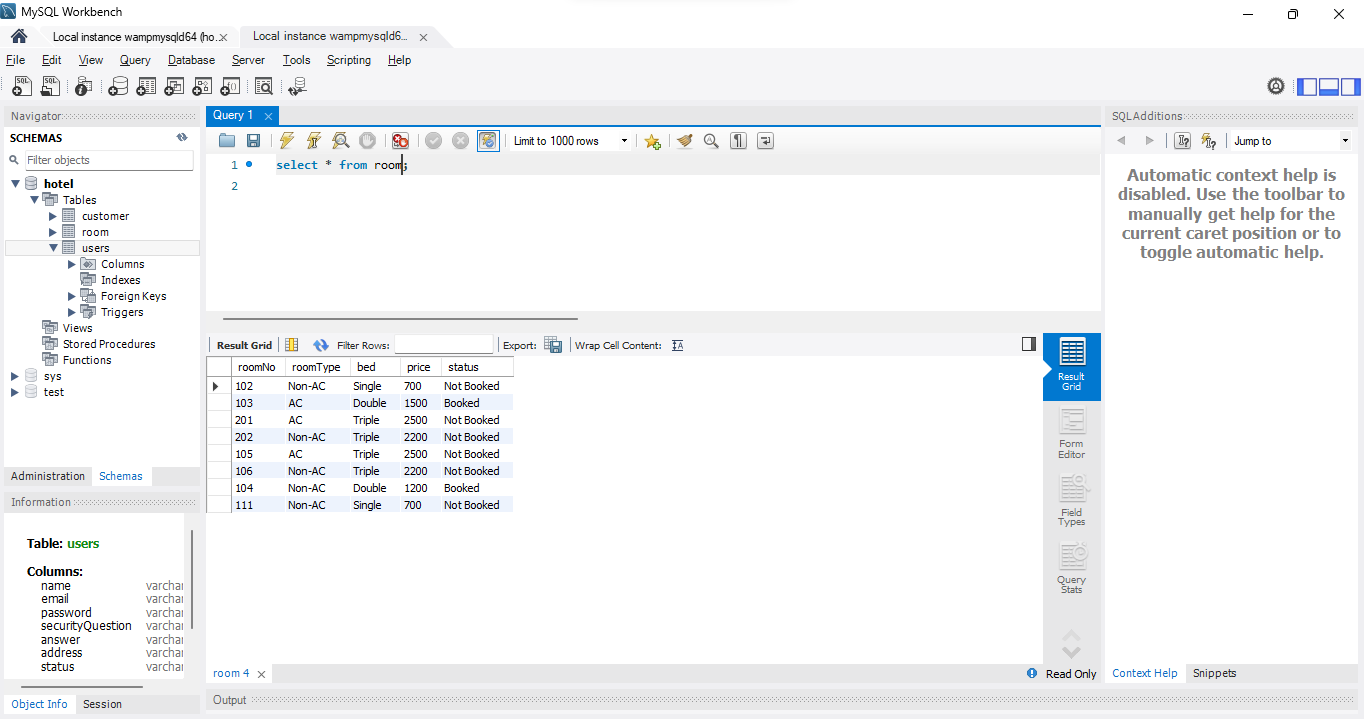 MySQL Workbench
Local instance wampmysqld64 (ho.
Local instance wampmysqld6...
File Edit View Query Database Server Tools Scripting Help
Navigator
SCHEMAS
Filter objects
hotel
Tables
customer
room
users
Columns
Indexes
Foreign Keys
Triggers
Views
Stored Procedures
Functions
sys
test
Administration Schemas
Information
Table: users
Columns:
name varchar
email varchar
password varchar
securityQuestion varchar
answer varchar
address varchar
status varchar
Object Info Session
Query 1
Limit to 1000 rows
1 select * from room;
2
Result Grid Filter Rows: Export: Wrap Cell Content:
roomNo roomType bed price status
102 Non-AC Single 700 Not Booked
103 AC Double 1500 Booked
201 AC Triple 2500 Not Booked
202 Non-AC Triple 2200 Not Booked
105 AC Triple 2500 Not Booked
106 Non-AC Triple 2200 Not Booked
104 Non-AC Double 1200 Booked
111 Non-AC Single 700 Not Booked
Result
Grid
Form
Editor
Field
Types
Query
Stats
room 4
Read Only
Output
SQLAdditions
Jump to
Automatic context help is
disabled. Use the toolbar to
manually get help for the
current caret position or to
toggle automatic help.
Context Help Snippets